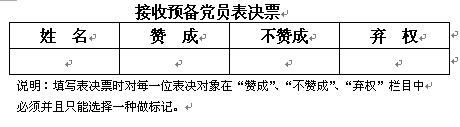 接收预备党员表决票
姓 名 赞 成 不赞成 弃 权
说明：填写表决票时对每一位表决对象在“赞成”、“不赞成”、“弃权”栏目中
必须并且只能选择一种做标记。